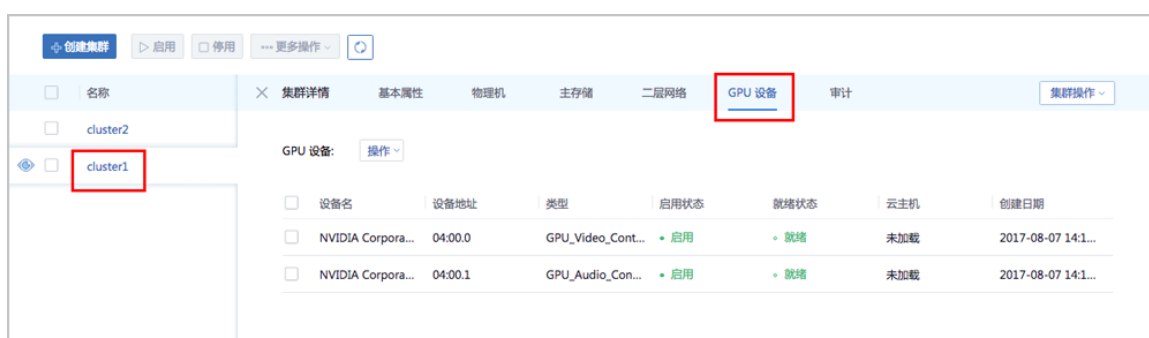 创建集群 启用 停用 更多操作
名称 集群详情 基本属性 物理机 主存储 二层网络 GPU 设备 审计 集群操作
cluster2
GPU 设备: 操作
cluster1
设备名 设备地址 类型 启用状态 就绪状态 云主机 创建日期
NVIDIA Corpora... 04:00.0 GPU_Video_Cont... 启用 就绪 未加载 2017-08-07 14:1...
NVIDIA Corpora... 04:00.1 GPU_Audio_Con... 启用 就绪 未加载 2017-08-07 14:1...